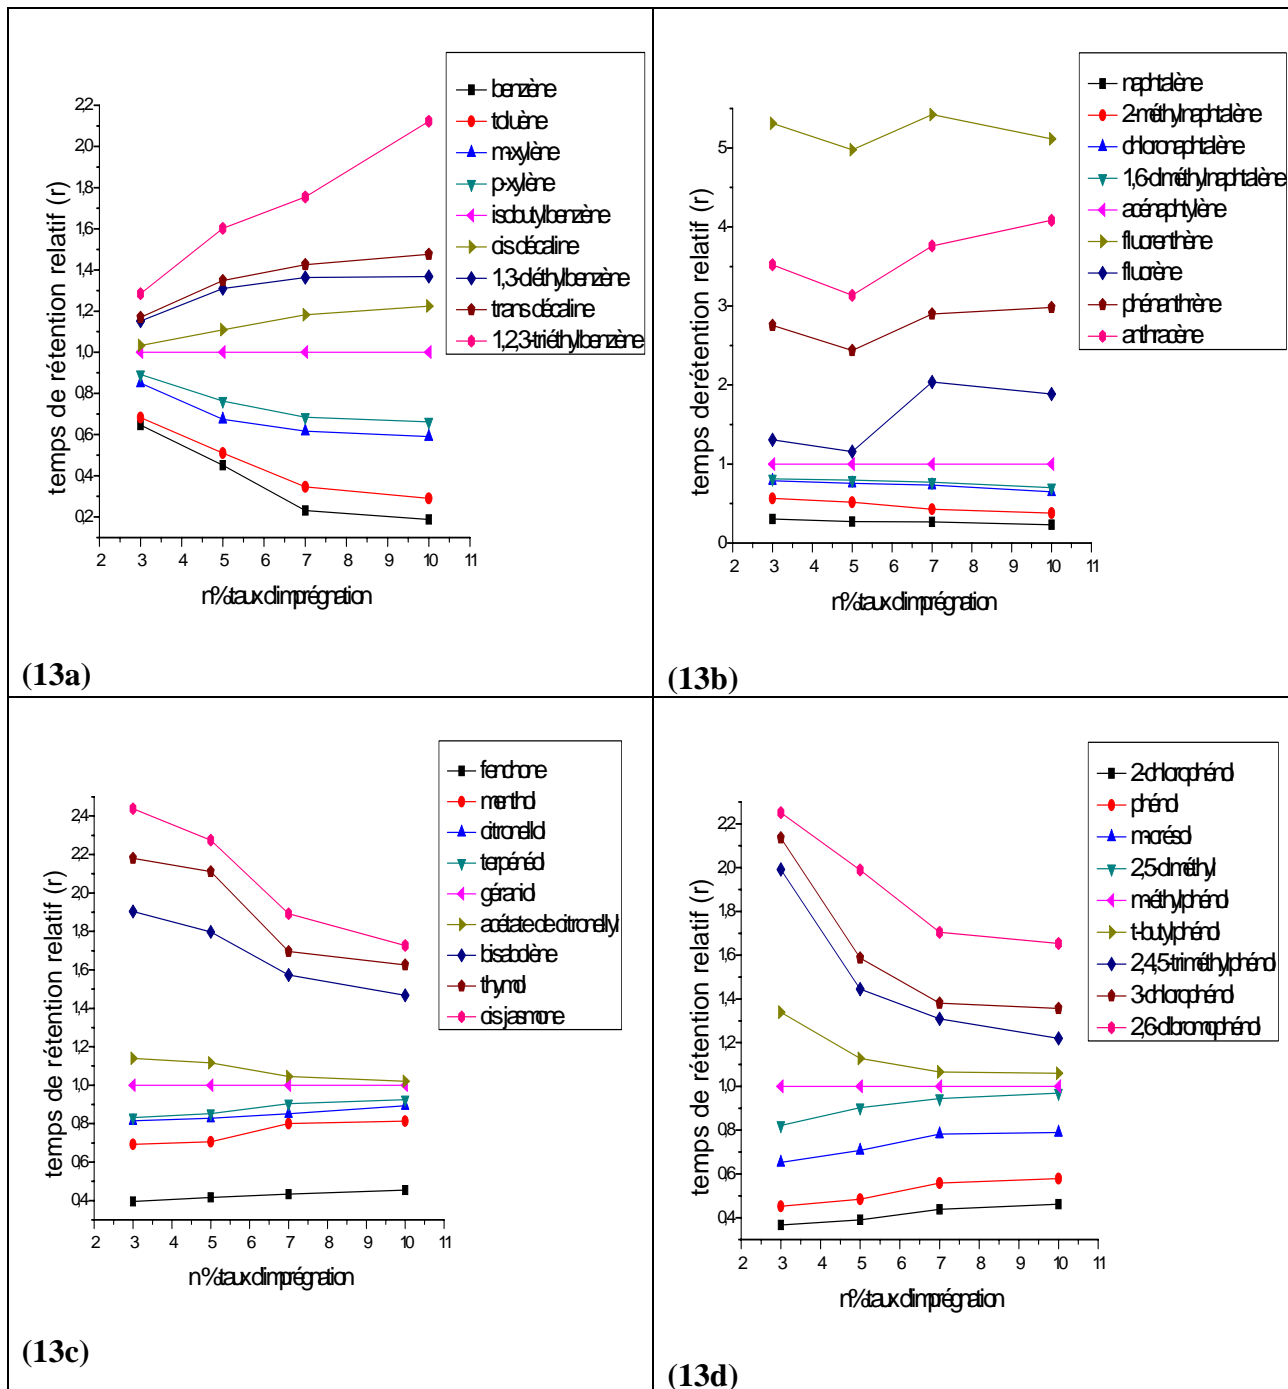 benzène
toluène
m-xylène
p-xylène
isobutylbenzène
cis décaline
1,3-diéthylbenzène
trans décaline
1,2,3-triéthylbenzène
temps de rétention relatif (r)
2,2
2,0
1,8
1,6
1,4
1,2
1,0
0,8
0,6
0,4
0,2
2 3 4 5 6 7 8 9 10 11
n%taux d'imprégnation
(13a)
naphtalène
2-méthylnaphtalène
chloronaphtalène
1,6-diméthylnaphtalène
acénaphtylène
fluorenthène
fluorène
phénanthrène
anthracène
temps derétention relatif (r)
5
4
3
2
1
0
2 3 4 5 6 7 8 9 10 11
n%taux d'imprégnation
(13b)
fenchone
menthol
citronellol
terpénéol
géraniol
acétate de citronellyl
bisabolène
thymol
cis jasmone
temps de rétention relatif (r)
2,4
2,2
2,0
1,8
1,6
1,4
1,2
1,0
0,8
0,6
0,4
2 3 4 5 6 7 8 9 10 11
n%taux d'imprégnation
(13c)
2-chlorophénol
phénol
m-crésol
2,5-diméthyl
m-éthylphénol
t-butylphénol
2,4,5-triméthylphénol
3-chlorophénol
2,6-dibromophénol
temps de rétention relatif (r)
2,2
2,0
1,8
1,6
1,4
1,2
1,0
0,8
0,6
0,4
2 3 4 5 6 7 8 9 10 11
n%taux d'imprégnation
(13d)